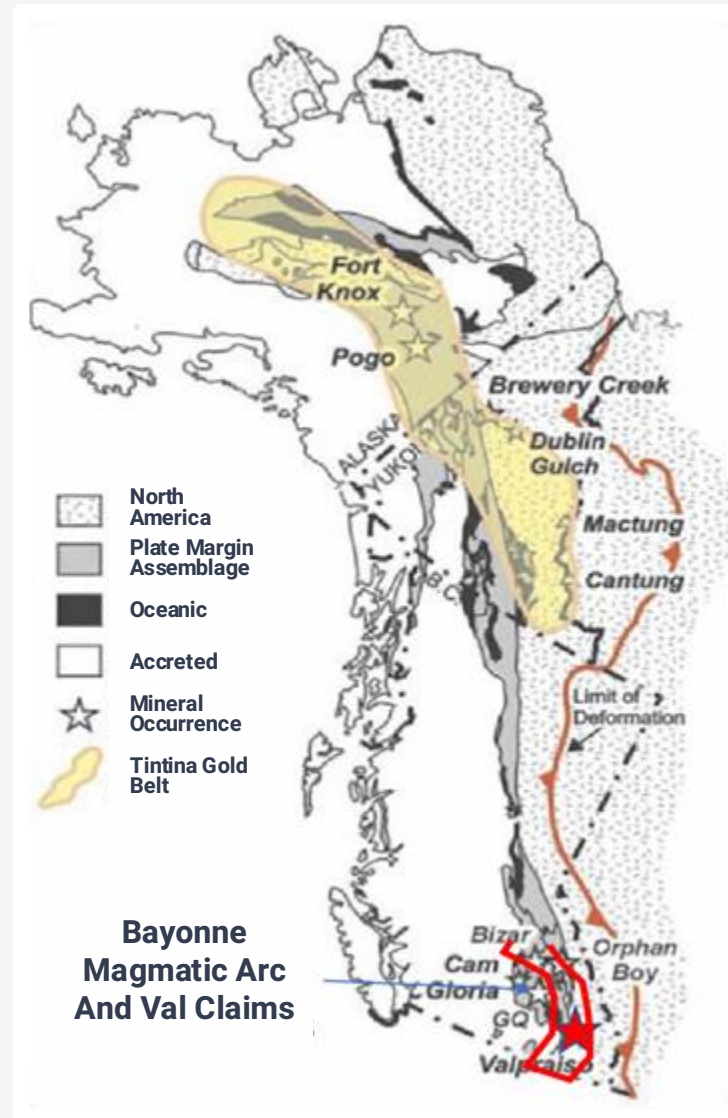 Fort
Knox
Pogo
Brewery Creek
Dublin
Gulch
ALASKA
YUKON
Mactung
Cantung
B.C.
North
America
Plate Margin
Assemblage
Oceanic
Accreted
Mineral
Occurrence
Tintina Gold
Belt
Limit of
Deformation
Bayonne
Magmatic Arc
And Val Claims
Bizar
Orphan
Boy
Cam
Gloria
GQ
Valpraiso